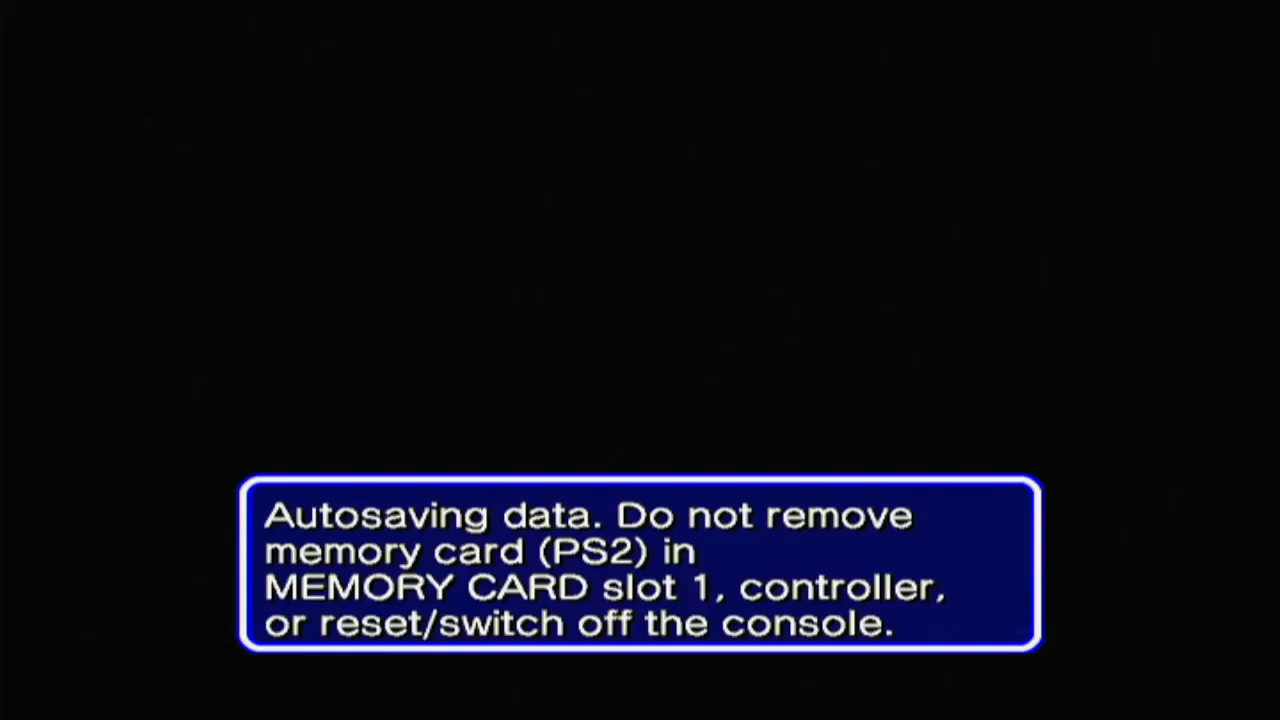 Autosaving data. Do not remove
memory card (PS2) in
MEMORY CARD slot 1, controller,
or reset/switch off the console.